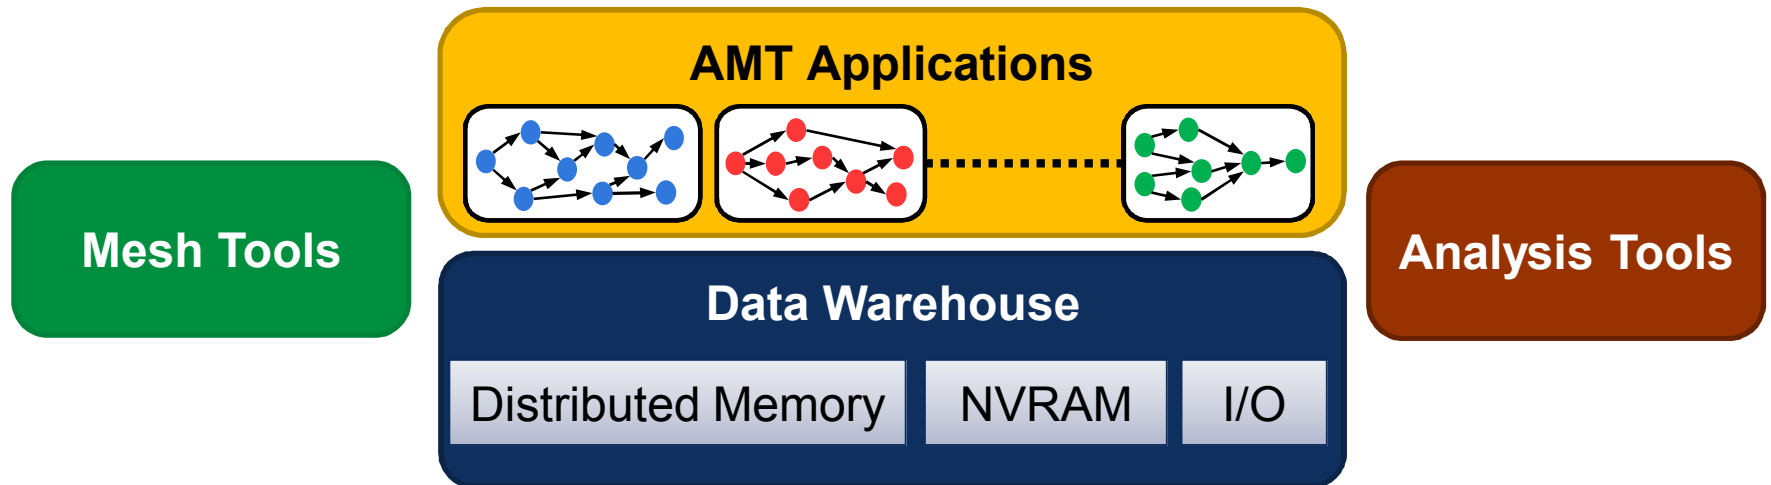 AMT Applications
Mesh Tools
Analysis Tools
Data Warehouse
Distributed Memory
NVRAM
I/O